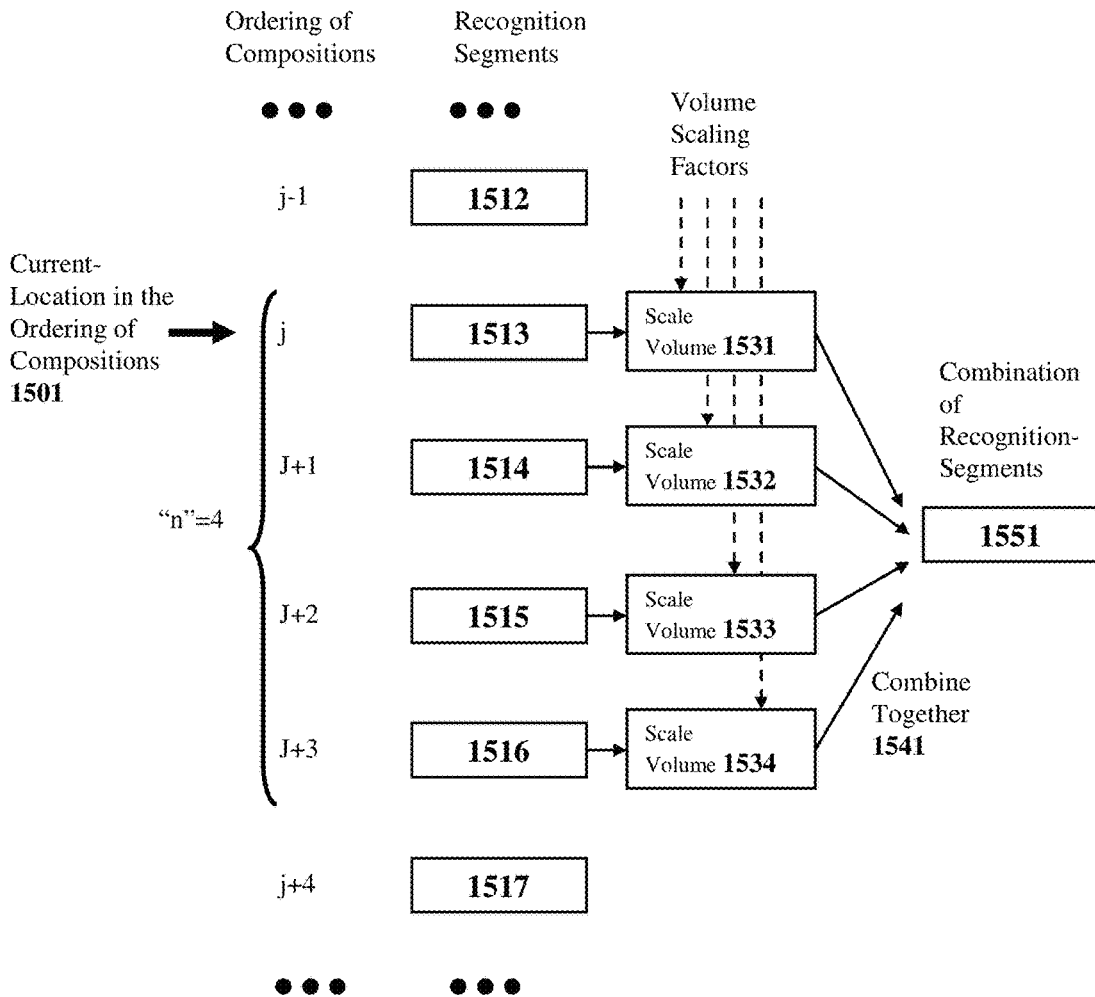 Ordering of
Compositions
Recognition
Segments
Volume
Scaling
Factors
j-1
1512
Current-
Location in the
Ordering of
Compositions
1501
j
1513
Scale
Volume 1531
J+1
1514
Scale
Volume 1532
Combination
of
Recognition-
Segments
1551
“n”=4
J+2
1515
Scale
Volume 1533
J+3
1516
Scale
Volume 1534
Combine
Together
1541
j+4
1517